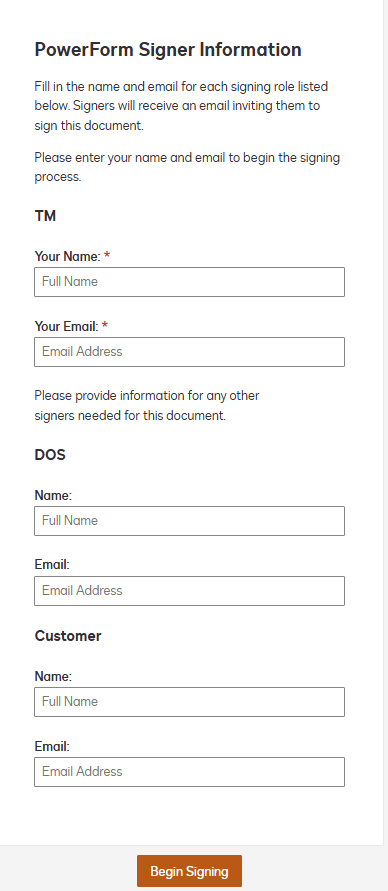 PowerForm Signer Information
Fill in the name and email for each signing role listed
below. Signers will receive an email inviting them to
sign this document.
Please enter your name and email to begin the signing
process.
TM
Your Name: *
Full Name
Your Email: *
Email Address
Please provide information for any other
signers needed for this document.
DOS
Name:
Full Name
Email:
Email Address
Customer
Name:
Full Name
Email:
Email Address
Begin Signing